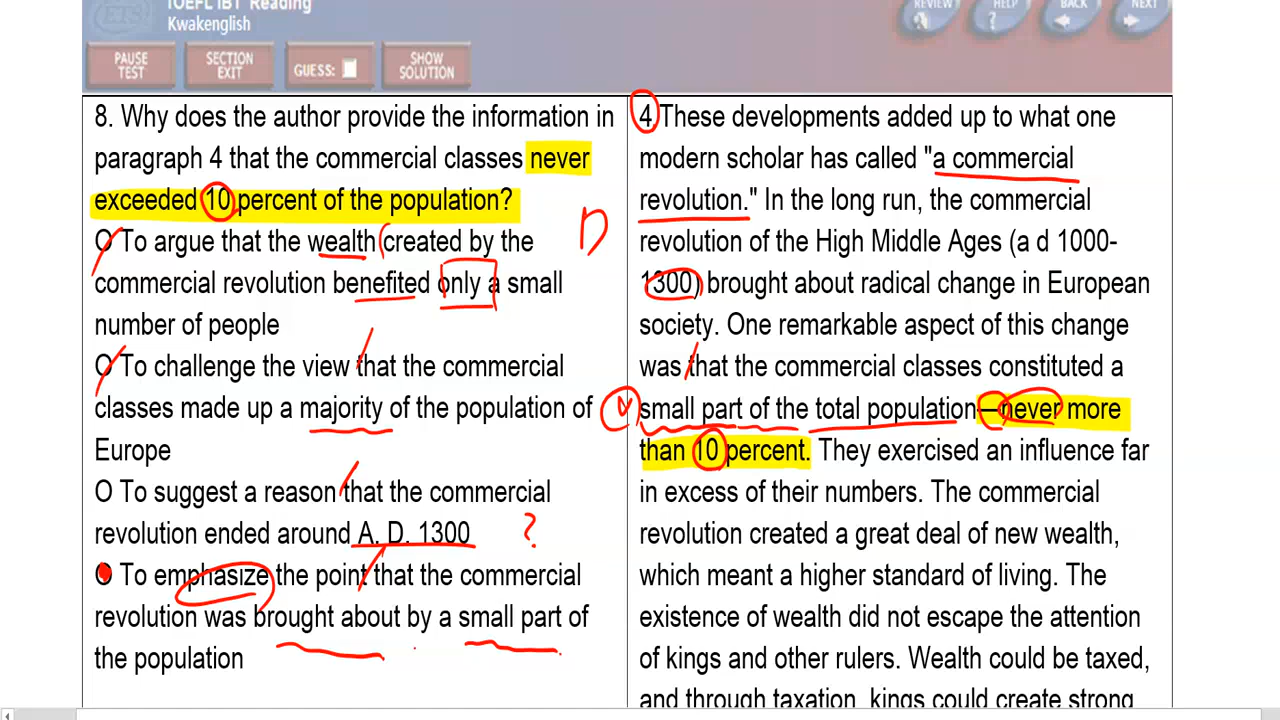 ETS
TOEFL iBT Reading
Kwakenglish
REVIEW
HELP
?
BACK
NEXT
PAUSE
TEST
SECTION
EXIT
GUESS:
SHOW
SOLUTION
8. Why does the author provide the information in
paragraph 4 that the commercial classes never
exceeded 10 percent of the population?
O To argue that the wealth created by the
commercial revolution benefited only a small
number of people
O To challenge the view that the commercial
classes made up a majority of the population of
Europe
O To suggest a reason that the commercial
revolution ended around A. D. 1300
?
O To emphasize the point that the commercial
revolution was brought about by a small part of
the population
D
4 These developments added up to what one
modern scholar has called "a commercial
revolution." In the long run, the commercial
revolution of the High Middle Ages (a d 1000-
1300) brought about radical change in European
society. One remarkable aspect of this change
was that the commercial classes constituted a
small part of the total population—never more
than 10 percent. They exercised an influence far
in excess of their numbers. The commercial
revolution created a great deal of new wealth,
which meant a higher standard of living. The
existence of wealth did not escape the attention
of kings and other rulers. Wealth could be taxed,
and through taxation, kings could create strong